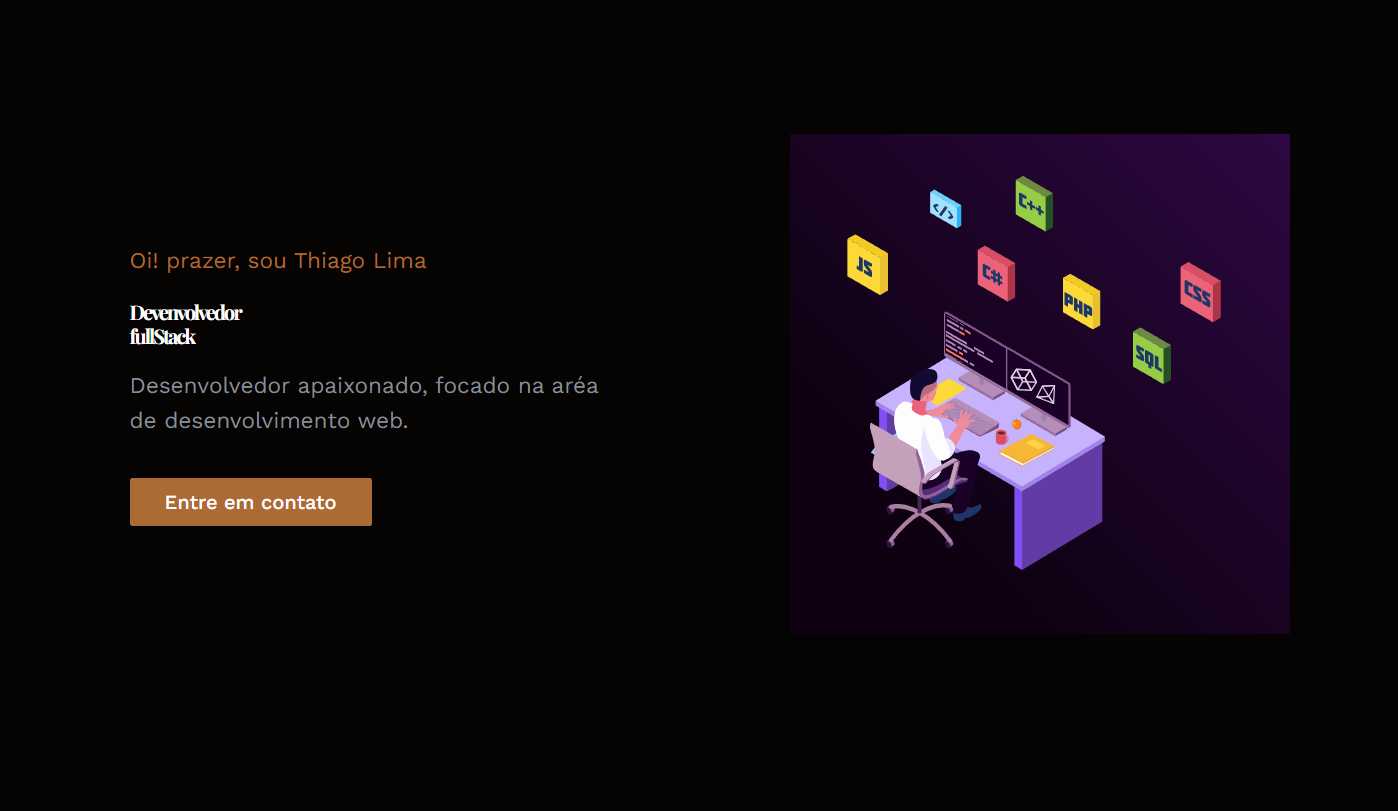 Oi! prazer, sou Thiago Lima
Devenvolvedor
fullStack
Desenvolvedor apaixonado, focado na aréa
de desenvolvimento web.
Entre em contato
</>
C++
JS
C#
PHP
CSS
SQL